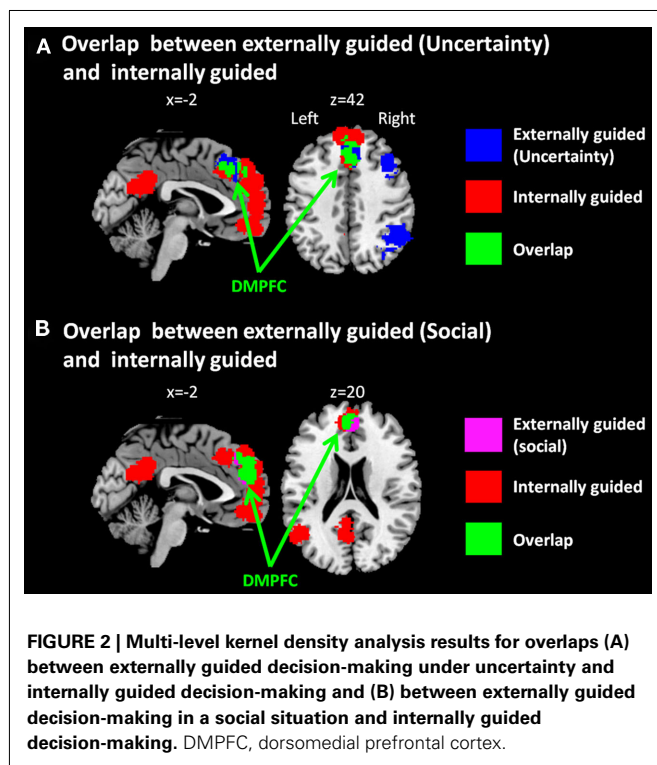 A Overlap between externally guided (Uncertainty)
and internally guided
x=-2
z=42
Left
Right
Externally guided
(Uncertainty)
Internally guided
Overlap
DMPFC
B Overlap between externally guided (Social)
and internally guided
x=-2
z=20
Externally guided
(social)
Internally guided
Overlap
DMPFC
FIGURE 2 | Multi-level kernel density analysis results for overlaps (A)
between externally guided decision-making under uncertainty and
internally guided decision-making and (B) between externally guided
decision-making in a social situation and internally guided
decision-making. DMPFC, dorsomedial prefrontal cortex.